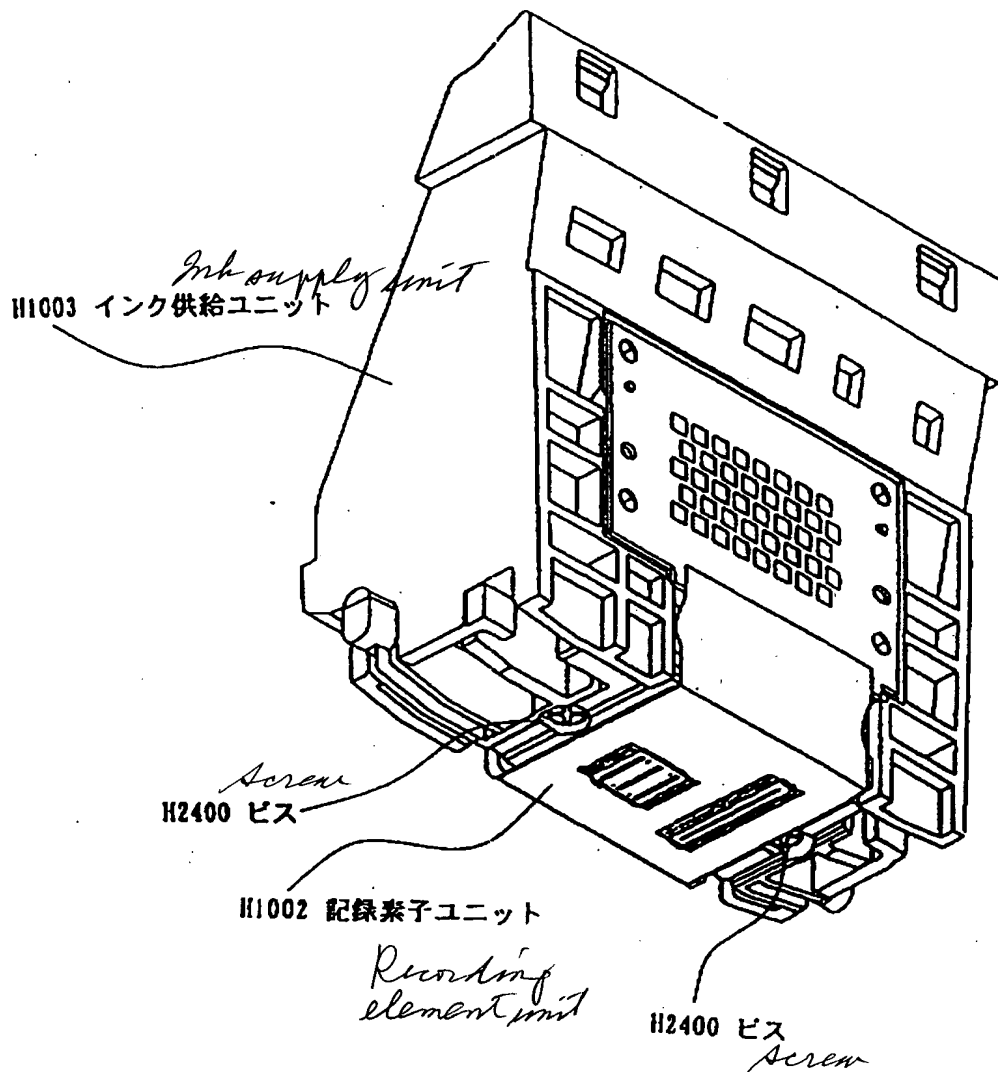 Ink supply unit
H1003 インク供給ユニット
Screw
H2400 ビス
H1002 記録素子ユニット
Recording
element unit
H2400 ビス
Screw